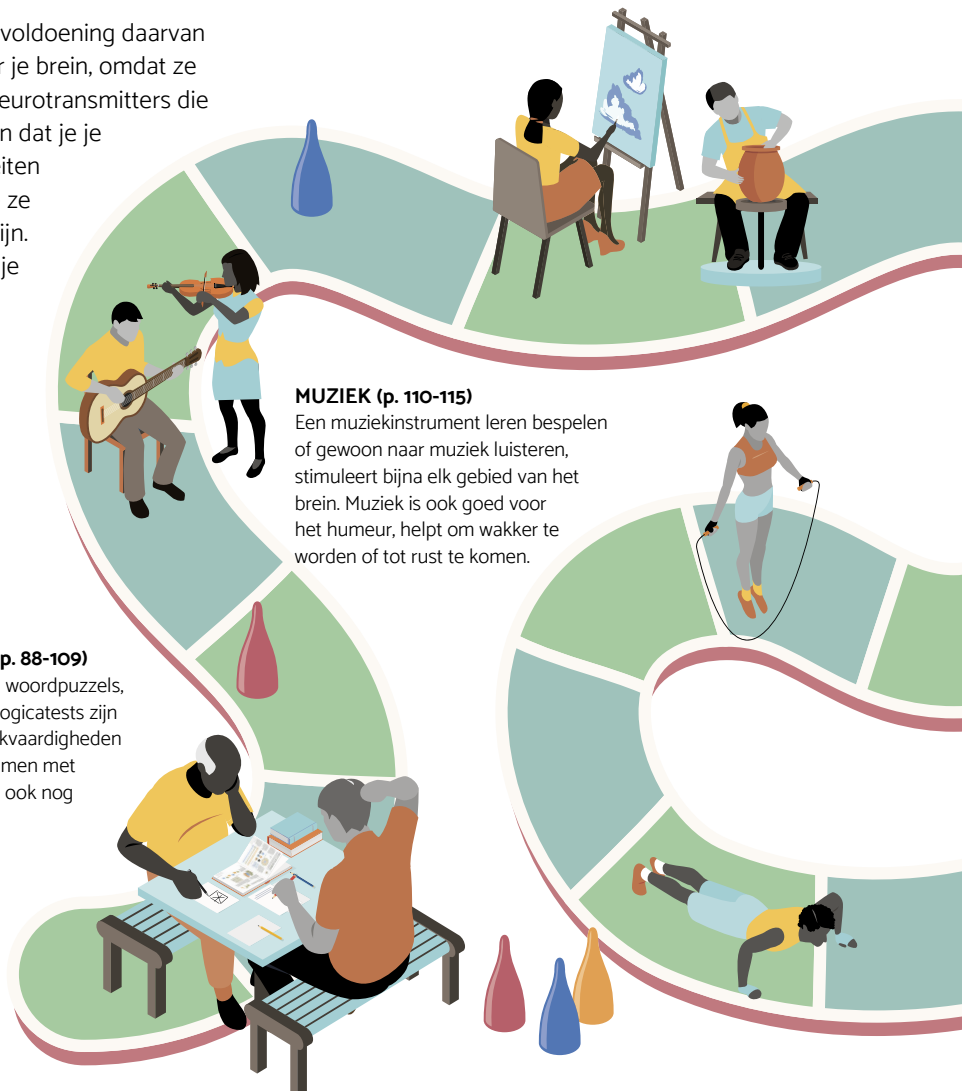 voldoening daarvan
r je brein, omdat ze
eurotransmitters die
n dat je je
eiten
ze
ijn.
je
MUZIEK (p. 110-115)
Een muziekinstrument leren bespelen
of gewoon naar muziek luisteren,
stimuleert bijna elk gebied van het
brein. Muziek is ook goed voor
het humeur, helpt om wakker te
worden of tot rust te komen.
p. 88-109)
woordpuzzels,
ogicatests zijn
kvaardigheden
men met
ook nog